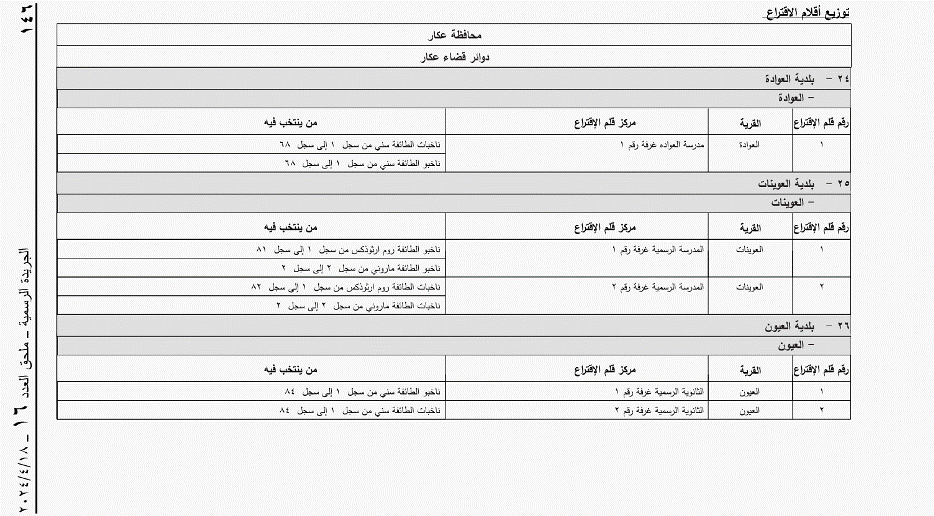 توزيع أقلام الاقتراع
محافظة عكار
دوائر قضاء عكار
٢٤ - بلدية العوادة
- العوادة
رقم قلم الإقتراع القرية مركز قلم الإقتراع من ينتخب فيه
١ العوادة مدرسة العواده غرفة رقم ١ ناخبات الطائفة سني من سجل ١ إلى سجل ٦٨
ناخبو الطائفة سني من سجل ١ إلى سجل ٦٨
٢٥ - بلدية العوينات
- العوينات
رقم قلم الإقتراع القرية مركز قلم الإقتراع من ينتخب فيه
١ العوينات المدرسة الرسمية غرفة رقم ١ ناخبو الطائفة روم ارثوذكس من سجل ١ إلى سجل ٨١
ناخبو الطائفة ماروني من سجل ٢ إلى سجل ٢
٢ العوينات المدرسة الرسمية غرفة رقم ٢ ناخبات الطائفة روم ارثوذكس من سجل ١ إلى سجل ٨٢
ناخبات الطائفة ماروني من سجل ٢ إلى سجل ٢
٢٦ - بلدية العيون
- العيون
رقم قلم الإقتراع القرية مركز قلم الإقتراع من ينتخب فيه
١ العيون الثانوية الرسمية غرفة رقم ١ ناخبو الطائفة سني من سجل ١ إلى سجل ٨٤
٢ العيون الثانوية الرسمية غرفة رقم ٢ ناخبات الطائفة سني من سجل ١ إلى سجل ٨٤
١٤٦
الجريدة الرسمية – ملحق العدد ١٦ – ٢٠٢٤/٤/١٨